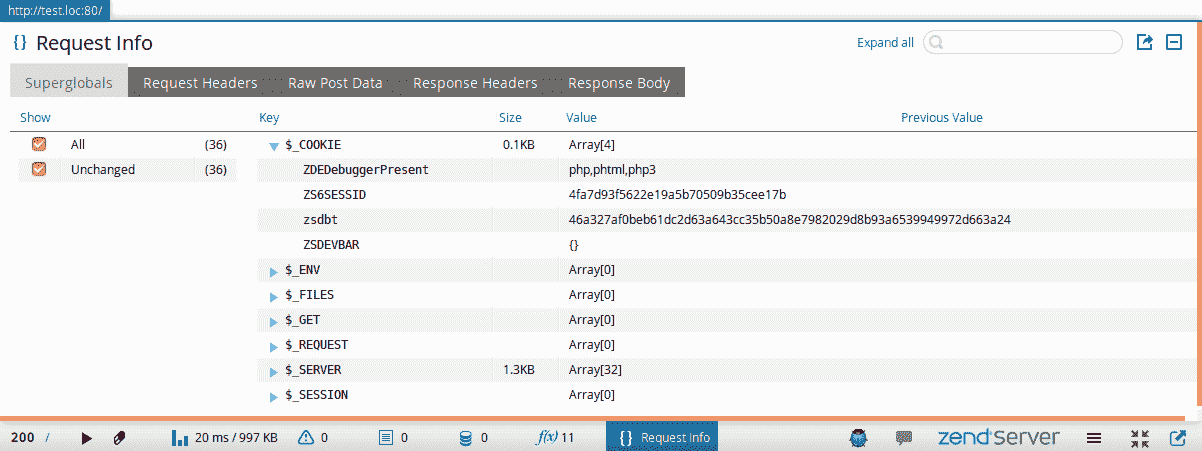 http://test.loc:80/
{} Request Info
Expand all
Superglobals Request Headers Raw Post Data Response Headers Response Body
Show Key Size Value Previous Value
All (36) $_COOKIE 0.1KB Array[4]
Unchanged (36) ZDEDebuggerPresent php,phtml,php3
ZS6SESSID 4fa7d93f5622e19a5b70509b35cee17b
zsdbt 46a327af0beb61dc2d63a643cc35b50a8e7982029d8b93a6539949972d663a24
ZSDEVBAR {}
$_ENV Array[0]
$_FILES Array[0]
$_GET Array[0]
$_REQUEST Array[0]
$_SERVER 1.3KB Array[32]
$_SESSION Array[0]
200 / 20 ms / 997 KB 0 0 0 f(x) 11 {} Request Info zend Server